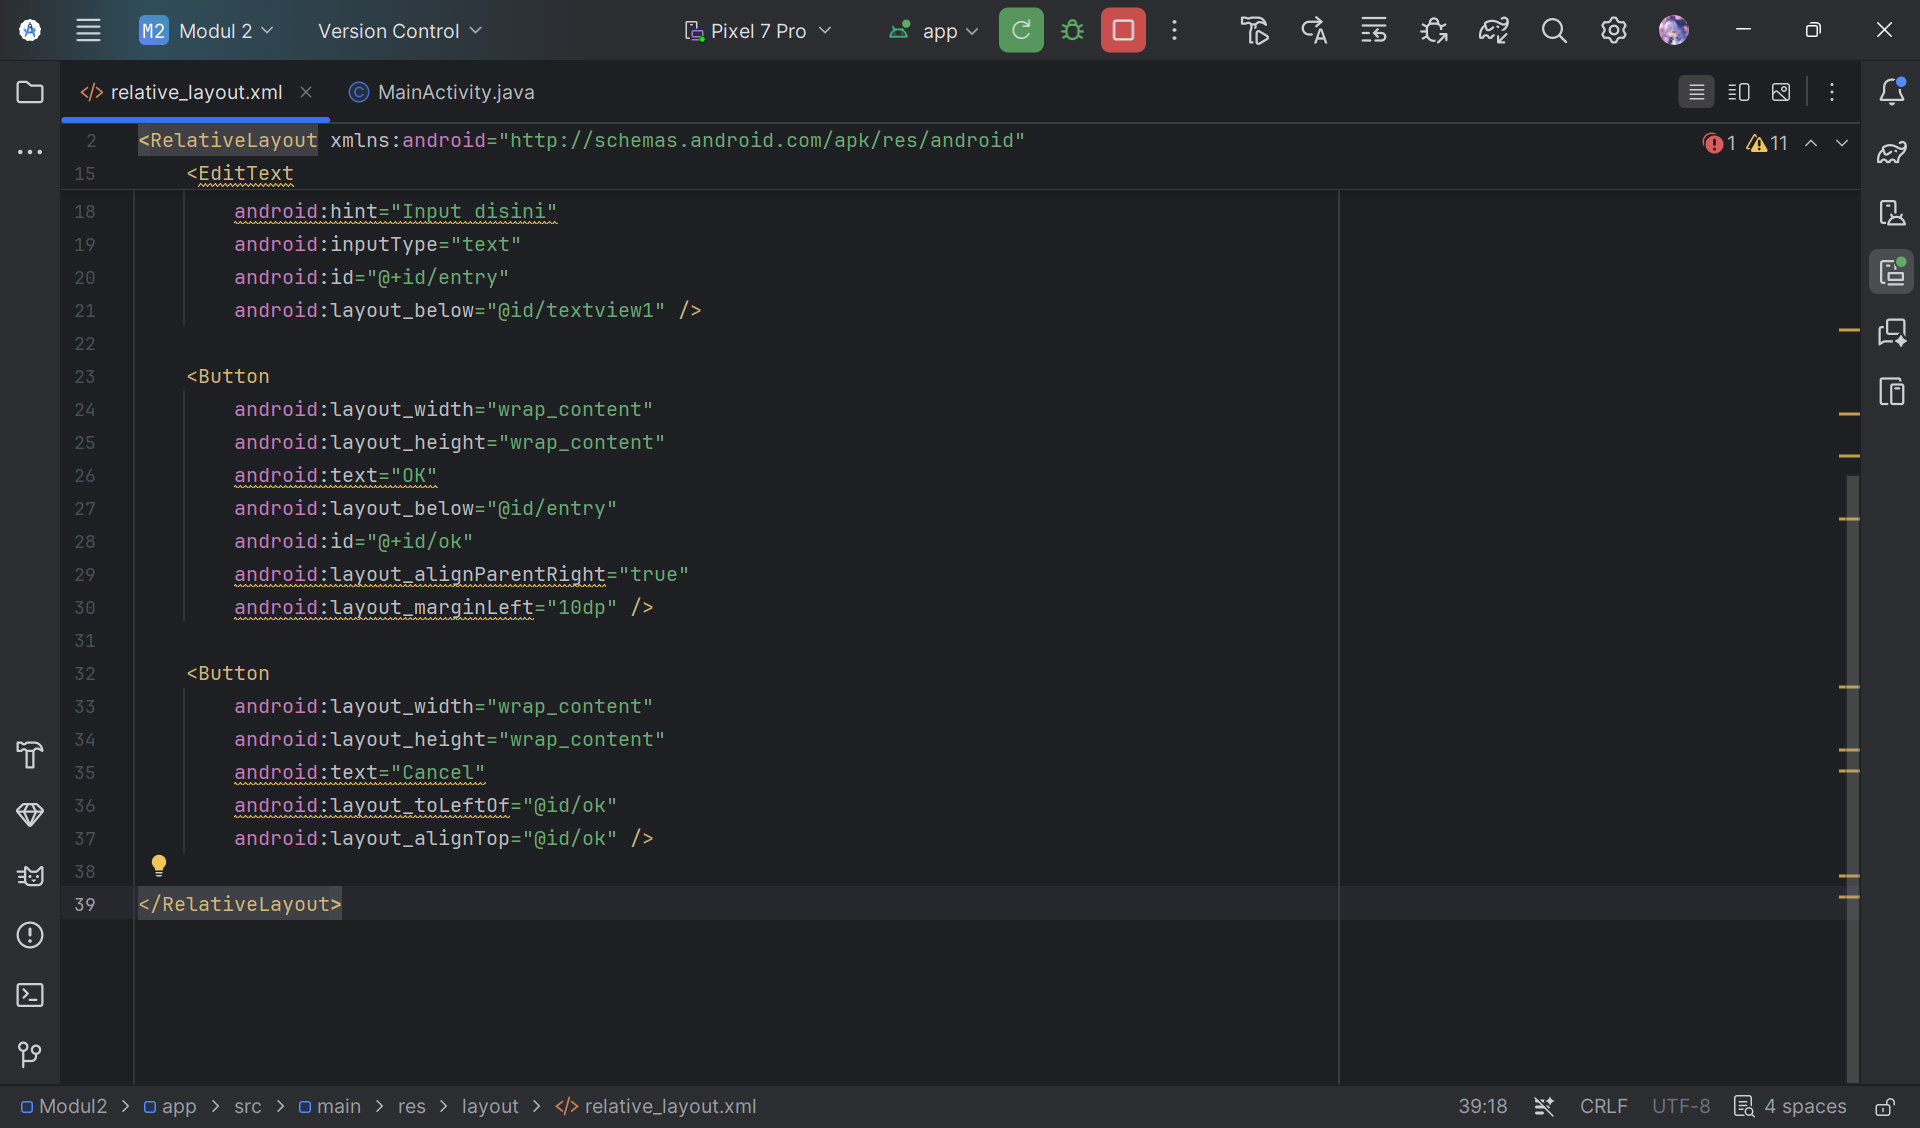 M2 Modul 2 Version Control Pixel 7 Pro app
relative_layout.xml MainActivity.java
2 <RelativeLayout xmlns:android="http://schemas.android.com/apk/res/android" 1 11
15 <EditText
18 android:hint="Input disini"
19 android:inputType="text"
20 android:id="@+id/entry"
21 android:layout_below="@id/textview1" />
22
23 <Button
24 android:layout_width="wrap_content"
25 android:layout_height="wrap_content"
26 android:text="OK"
27 android:layout_below="@id/entry"
28 android:id="@+id/ok"
29 android:layout_alignParentRight="true"
30 android:layout_marginLeft="10dp" />
31
32 <Button
33 android:layout_width="wrap_content"
34 android:layout_height="wrap_content"
35 android:text="Cancel"
36 android:layout_toLeftOf="@id/ok"
37 android:layout_alignTop="@id/ok" />
38
39 </RelativeLayout>
Modul2 > app > src > main > res > layout > relative_layout.xml 39:18 CRLF UTF-8 4 spaces